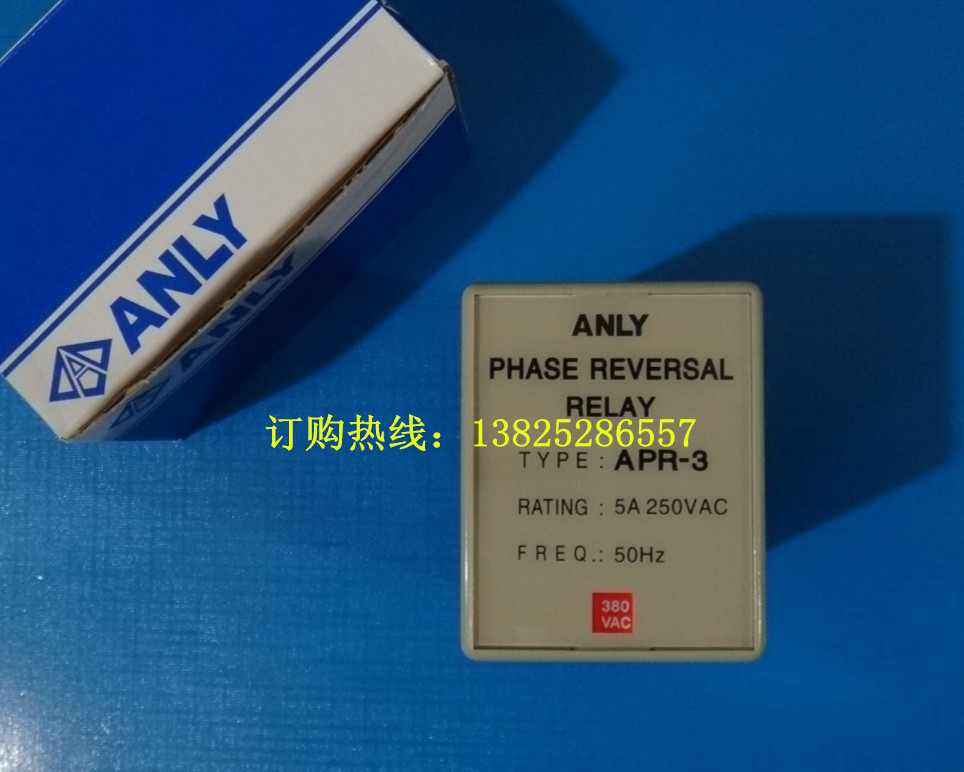 ANLY
ANLY
ANLY
PHASE REVERSAL
RELAY
订购热线：13825286557
TYPE: APR-3
RATING : 5A 250VAC
FREQ.: 50Hz
380
VAC